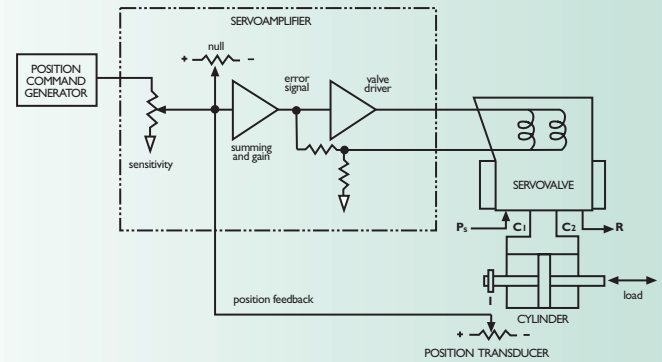 SERVOAMPLIFIER
POSITION
COMMAND
GENERATOR
null
+ −
error
signal
valve
driver
summing
and gain
sensitivity
SERVOVALVE
Ps C1 C2 R
position feedback
load
CYLINDER
+ −
POSITION TRANSDUCER